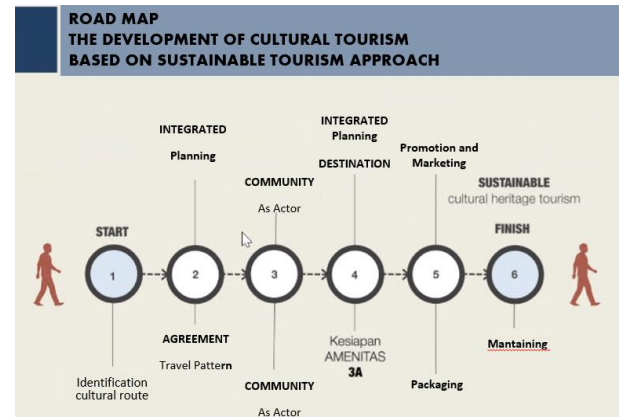 ROAD MAP
THE DEVELOPMENT OF CULTURAL TOURISM
BASED ON SUSTAINABLE TOURISM APPROACH
INTEGRATED
Planning
COMMUNITY
As Actor
INTEGRATED
Planning
DESTINATION
Promotion and
Marketing
SUSTAINABLE
cultural heritage tourism
START
FINISH
1
2
3
4
5
6
Identification
cultural route
AGREEMENT
Travel Pattern
COMMUNITY
As Actor
Kesiapan
AMENITAS
3A
Packaging
Mantaining